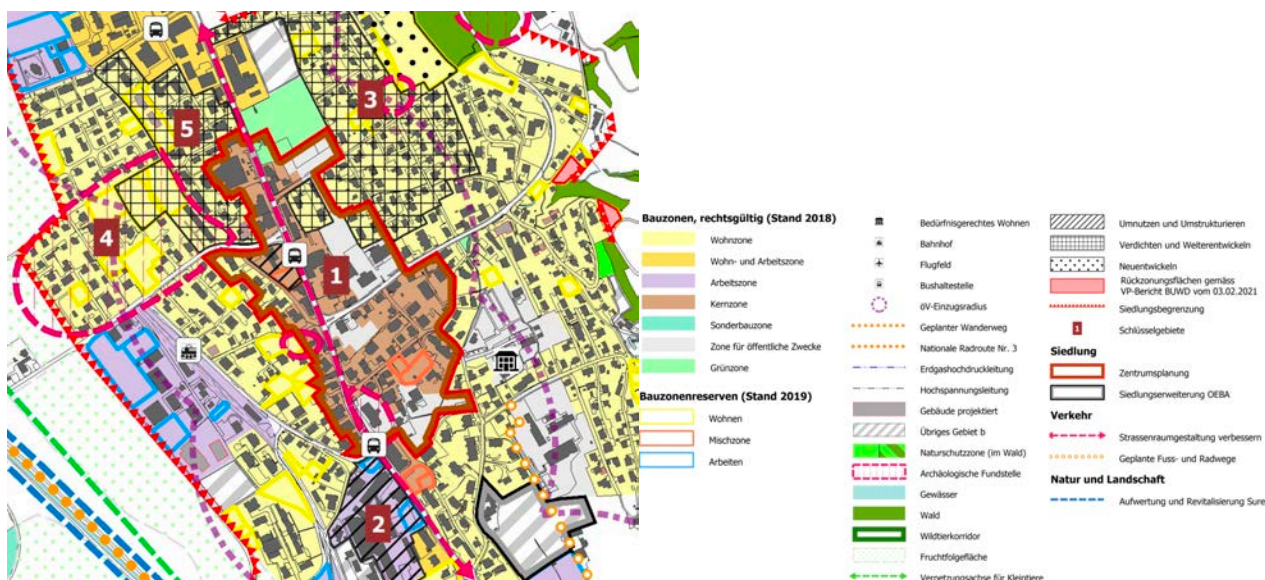 3
5
4
1
2
Bauzonen, rechtsgültig (Stand 2018)
Wohnzone
Wohn- und Arbeitszone
Arbeitszone
Kernzone
Sonderbauzone
Zone für öffentliche Zwecke
Grünzone
Bauzonenreserven (Stand 2019)
Wohnen
Mischzone
Arbeiten
Bedürfnisgerechtes Wohnen
Bahnhof
Flugfeld
Bushaltestelle
öV-Einzugsradius
Geplanter Wanderweg
Nationale Radroute Nr. 3
Erdgashochdruckleitung
Hochspannungsleitung
Gebäude projektiert
Übriges Gebiet b
Naturschutzzone (im Wald)
Archäologische Fundstelle
Gewässer
Wald
Wildtierkorridor
Fruchtfolgefläche
Vernetzungsachse für Kleintiere
Umnutzen und Umstrukturieren
Verdichten und Weiterentwickeln
Neuentwickeln
Rückzonungsflächen gemäss
VP-Bericht BUWD vom 03.02.2021
Siedlungsbegrenzung
1
Schlüsselgebiete
Siedlung
Zentrumsplanung
Siedlungserweiterung OEBA
Verkehr
Strassenraumgestaltung verbessern
Geplante Fuss- und Radwege
Natur und Landschaft
Aufwertung und Revitalisierung Sure